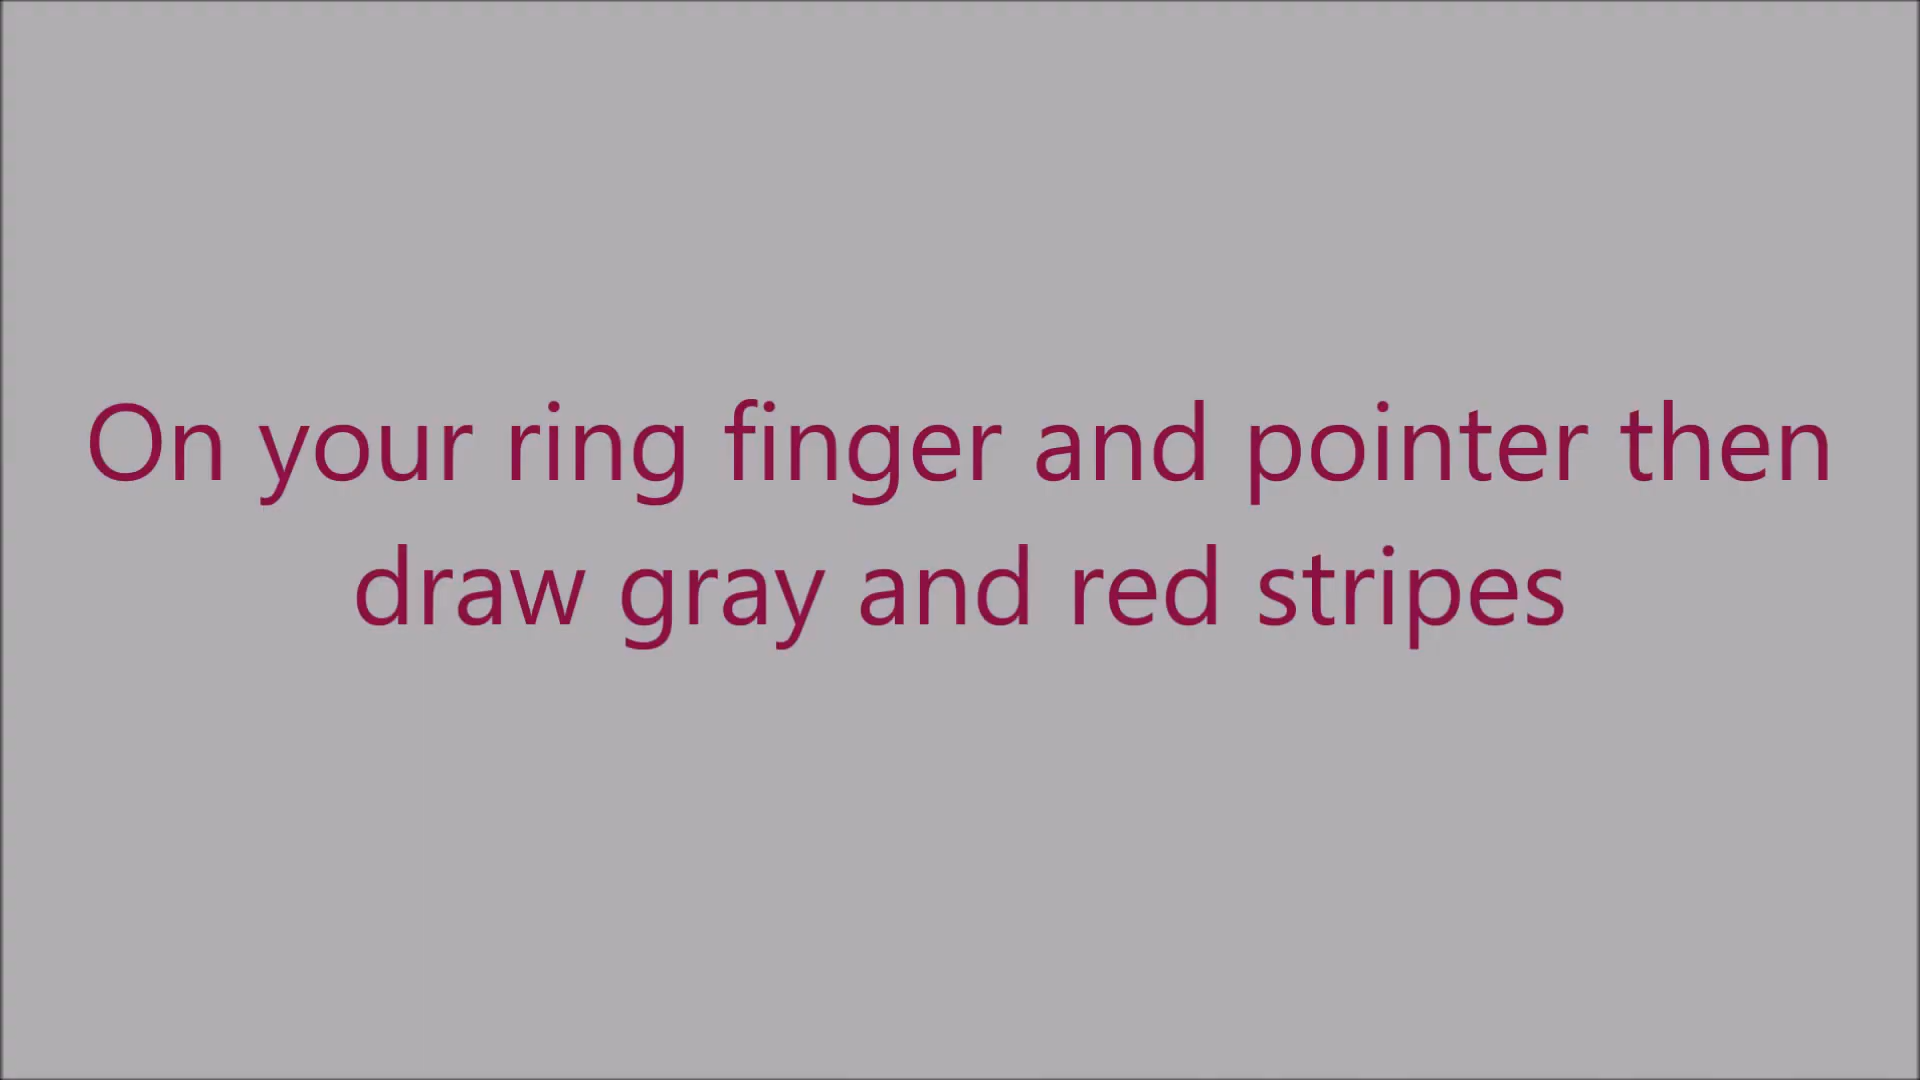 On your ring finger and pointer then
draw gray and red stripes